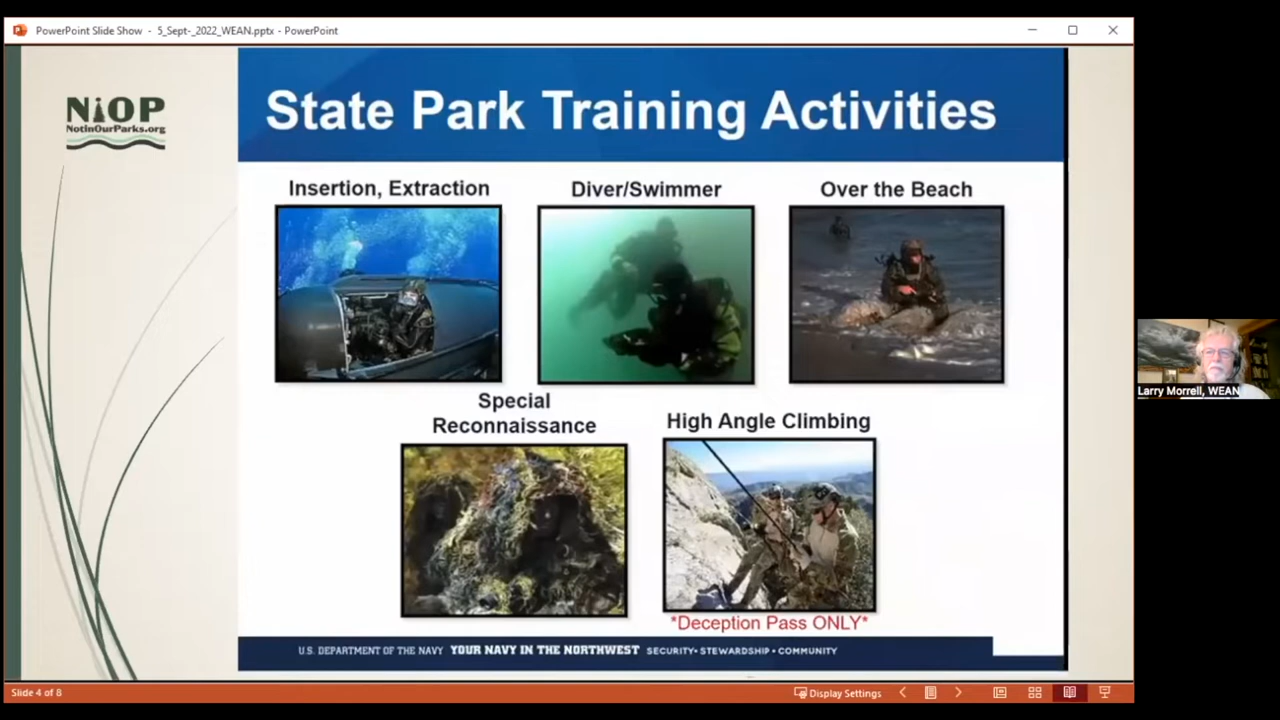 PowerPoint Slide Show - 5_Sept-_2022_WEAN.pptx - PowerPoint
NiOP
NotInOurParks.org
State Park Training Activities
Insertion, Extraction
Diver/Swimmer
Over the Beach
Special
Reconnaissance
High Angle Climbing
*Deception Pass ONLY*
U.S. DEPARTMENT OF THE NAVY YOUR NAVY IN THE NORTHWEST SECURITY• STEWARDSHIP • COMMUNITY
Larry Morrell, WEAN
Slide 4 of 8
Display Settings